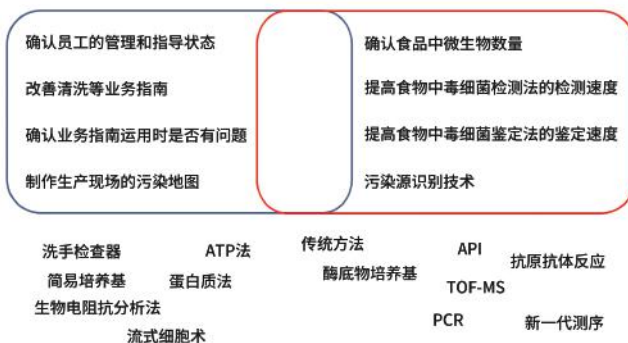 确认员工的管理和指导状态
改善清洗等业务指南
确认业务指南运用时是否有问题
制作生产现场的污染地图
确认食品中微生物数量
提高食物中毒细菌检测法的检测速度
提高食物中毒细菌鉴定法的鉴定速度
污染源识别技术
洗手检查器
ATP法
传统方法
API
抗原抗体反应
简易培养基
蛋白质法
酶底物培养基
TOF-MS
生物电阻抗分析法
流式细胞术
PCR
新一代测序